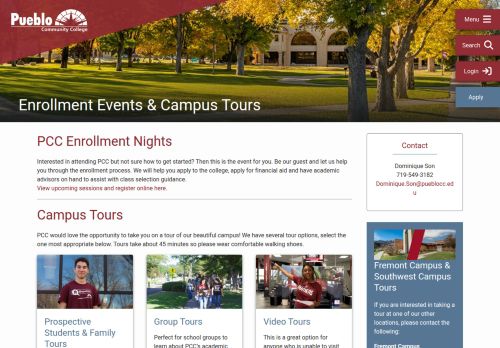 Pueblo
Community College
Menu
Search
Login
Apply
Enrollment Events & Campus Tours
PCC Enrollment Nights
Interested in attending PCC but not sure how to get started? Then this is the event for you. Be our guest and let us help
you through the enrollment process. We will help you apply to the college, apply for financial aid and have academic
advisors on hand to assist with class selection guidance.
View upcoming sessions and register online here.
Campus Tours
PCC would love the opportunity to take you on a tour of our beautiful campus! We have several tour options, select the
one most appropriate below. Tours take about 45 minutes so please wear comfortable walking shoes.
Prospective
Students & Family
Tours
Group Tours
Perfect for school groups to
learn about PCC's academic
Video Tours
This is a great option for
anyone who is unable to visit
Contact
Dominique Son
719-549-3182
Dominique.Son@pueblocc.ed
u
Fremont Campus &
Southwest Campus
Tours
If you are interested in taking a
tour at one of our other
locations, please contact the
following:
Fremont Campus